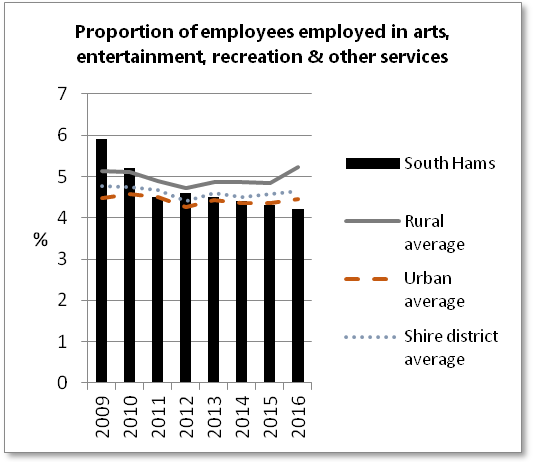 Proportion of employees employed in arts,
entertainment, recreation & other services
7
6
5
4
3
2
1
0
%
2009
2010
2011
2012
2013
2014
2015
2016
South Hams
Rural
average
Urban
average
Shire district
average